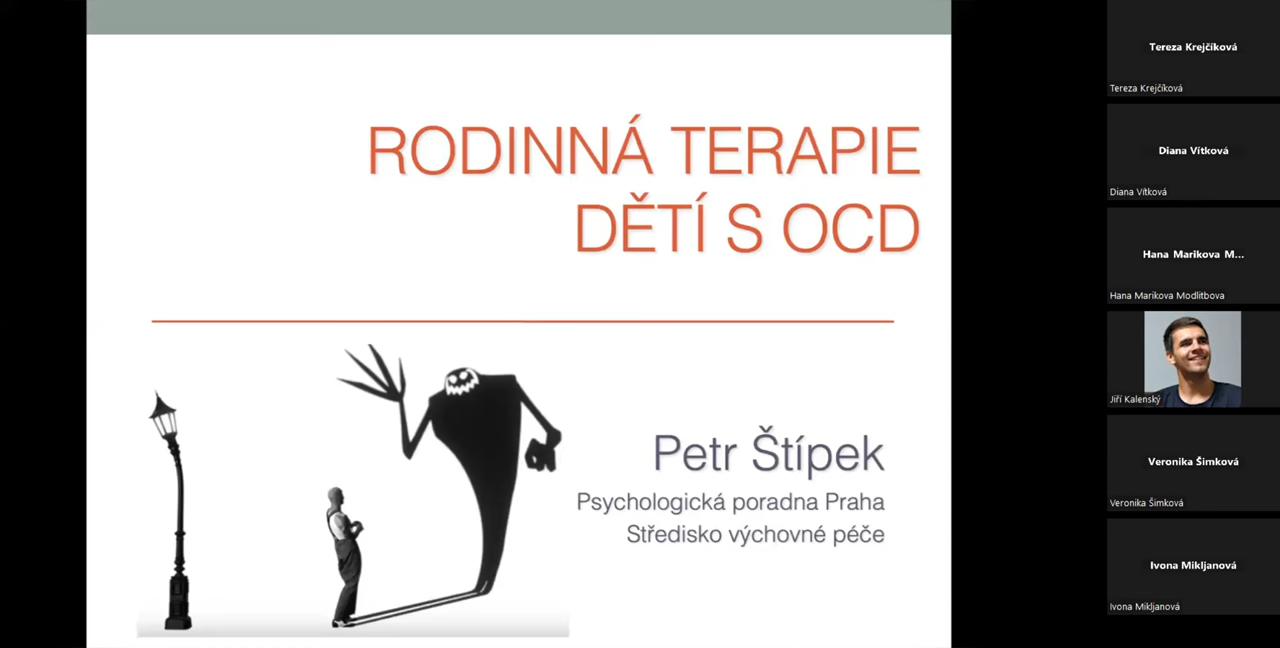 RODINNÁ TERAPIE
DĚTÍ S OCD
Petr Štípek
Psychologická poradna Praha
Středisko výchovné péče
Tereza Krejčíková
Tereza Krejčíková
Diana Vítková
Diana Vítková
Hana Marikova M...
Hana Marikova Modlitbova
Jiří Kalenský
Veronika Šimková
Veronika Šimková
Ivona Mikljanová
Ivona Mikljanová